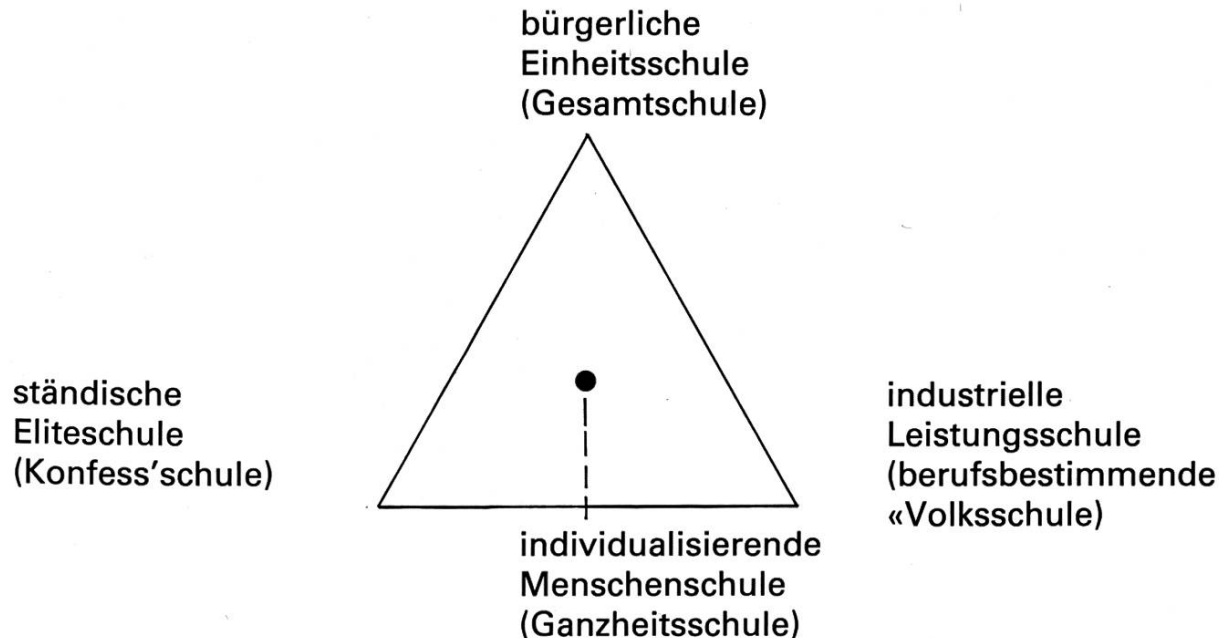 bürgerliche
Einheitsschule
(Gesamtschule)
ständische
Eliteschule
(Konfess'schule)
industrielle
Leistungsschule
(berufsbestimmende
«Volksschule)
individualisierende
Menschenschule
(Ganzheitsschule)